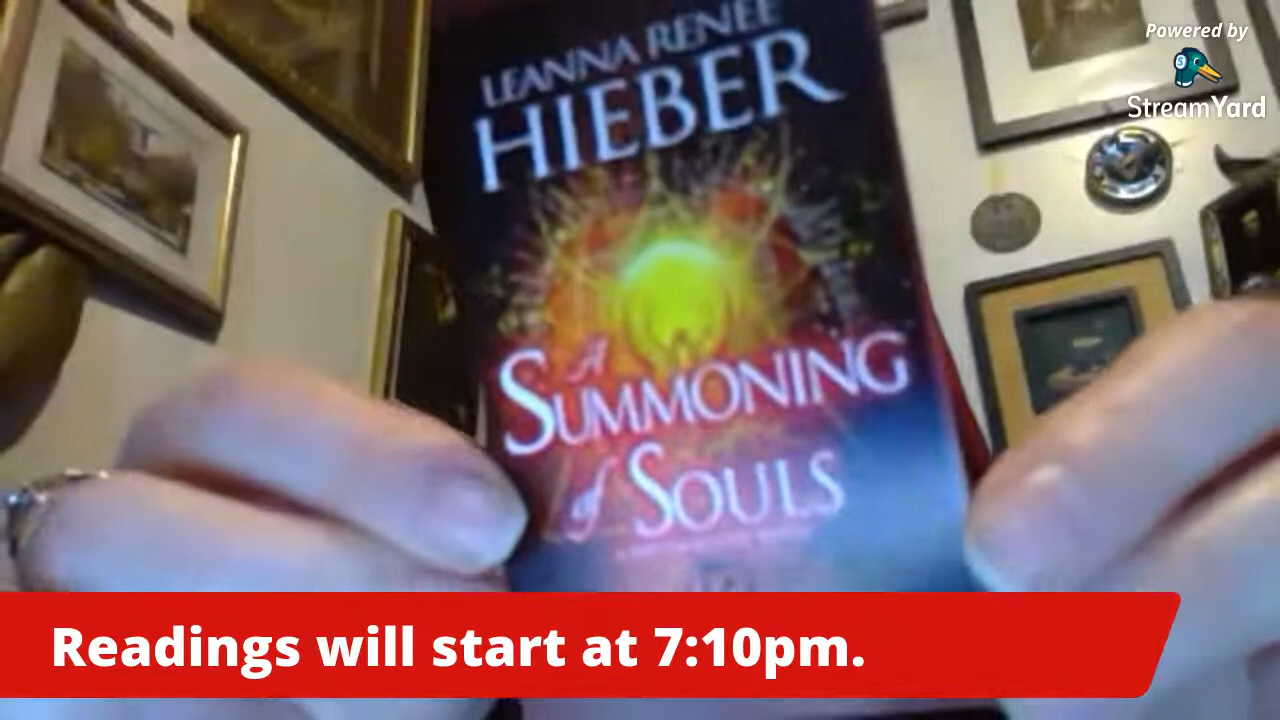 LEANNA RENEE
HIEBER
A
SUMMONING
of SOULS
Powered by
StreamYard
Readings will start at 7:10pm.